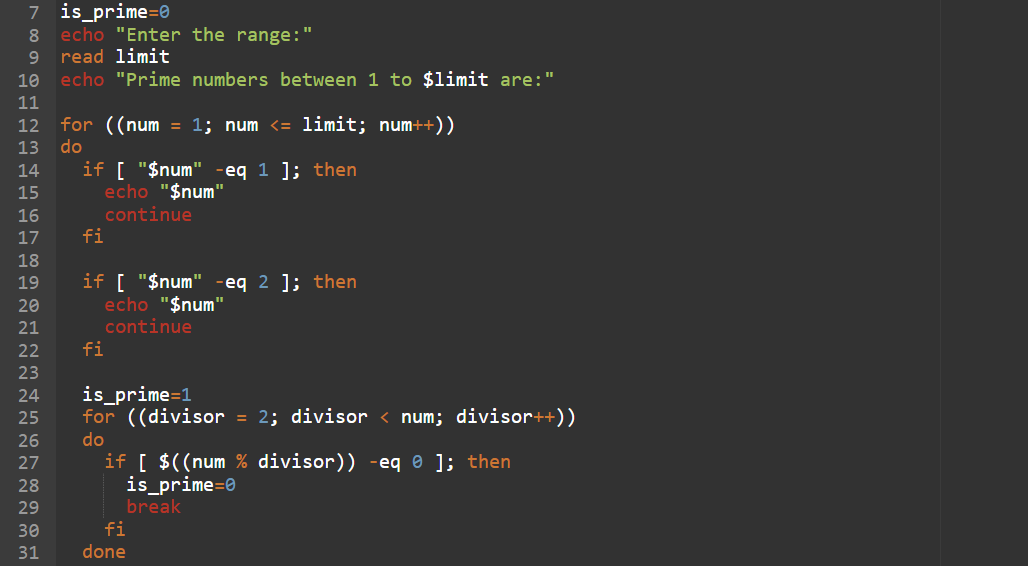 7 is_prime=0
8 echo "Enter the range:"
9 read limit
10 echo "Prime numbers between 1 to $limit are:"
11
12 for ((num = 1; num <= limit; num++))
13 do
14   if [ "$num" -eq 1 ]; then
15     echo "$num"
16     continue
17   fi
18
19   if [ "$num" -eq 2 ]; then
20     echo "$num"
21     continue
22   fi
23
24   is_prime=1
25   for ((divisor = 2; divisor < num; divisor++))
26   do
27     if [ $((num % divisor)) -eq 0 ]; then
28       is_prime=0
29       break
30     fi
31   done